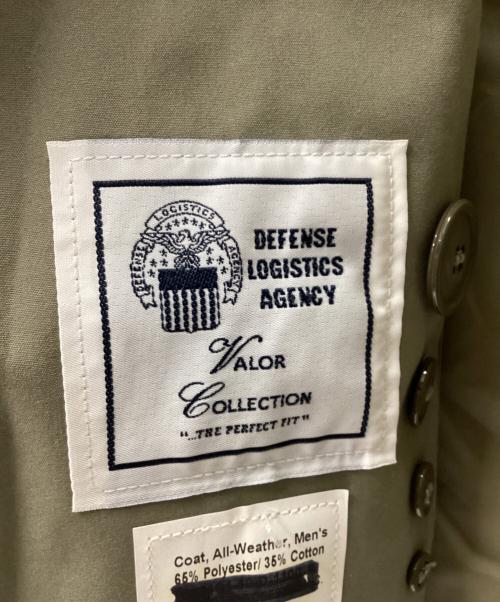 LOGISTICS
DEFENSE
AGENCY
DEFENSE
LOGISTICS
AGENCY
VALOR
COLLECTION
"...THE PERFECT FIT"
Coat, All-Weather, Men's
65% Polyester/ 35% Cotton